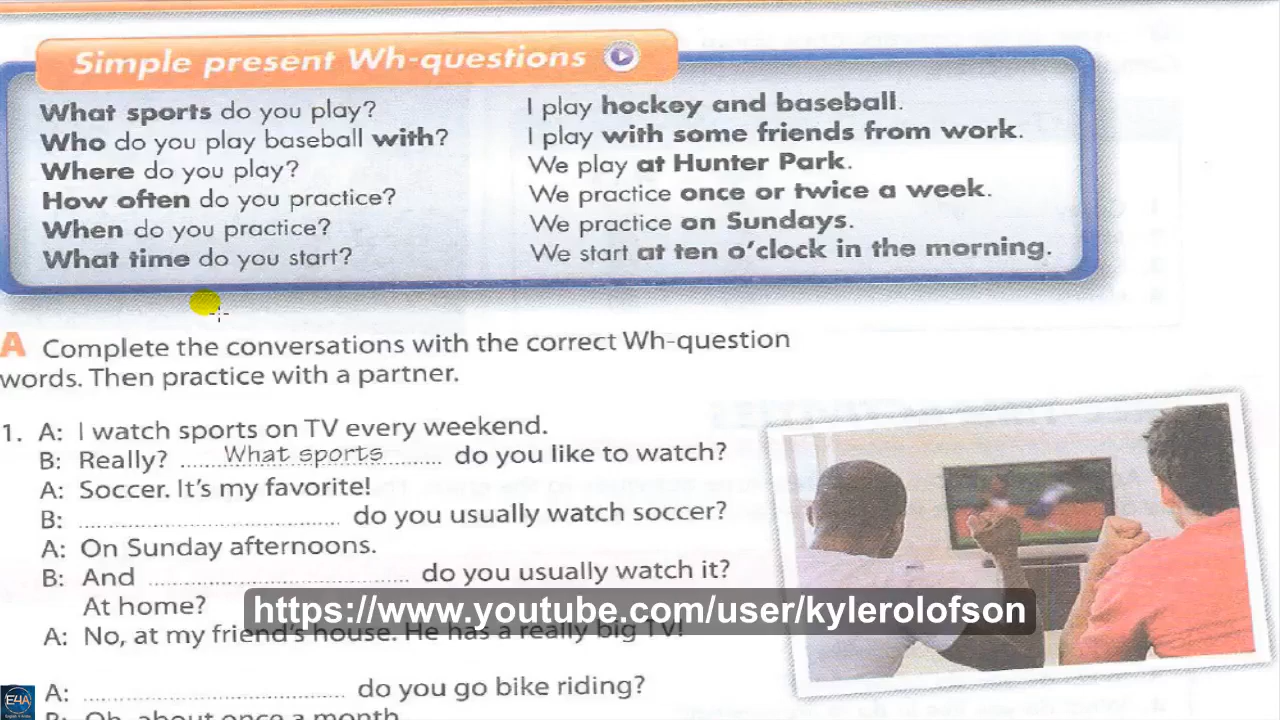 Simple present Wh-questions
What sports do you play? I play hockey and baseball.
Who do you play baseball with? I play with some friends from work.
Where do you play? We play at Hunter Park.
How often do you practice? We practice once or twice a week.
When do you practice? We practice on Sundays.
What time do you start? We start at ten o'clock in the morning.
A Complete the conversations with the correct Wh-question
words. Then practice with a partner.
1. A: I watch sports on TV every weekend.
B: Really? What sports do you like to watch?
A: Soccer. It's my favorite!
B: do you usually watch soccer?
A: On Sunday afternoons.
B: And do you usually watch it?
At home?
https://www.youtube.com/user/kylerolofson
A: No, at my friend's house. He has a really big TV!
A: do you go bike riding?
B: Oh, about once a month.
E4A